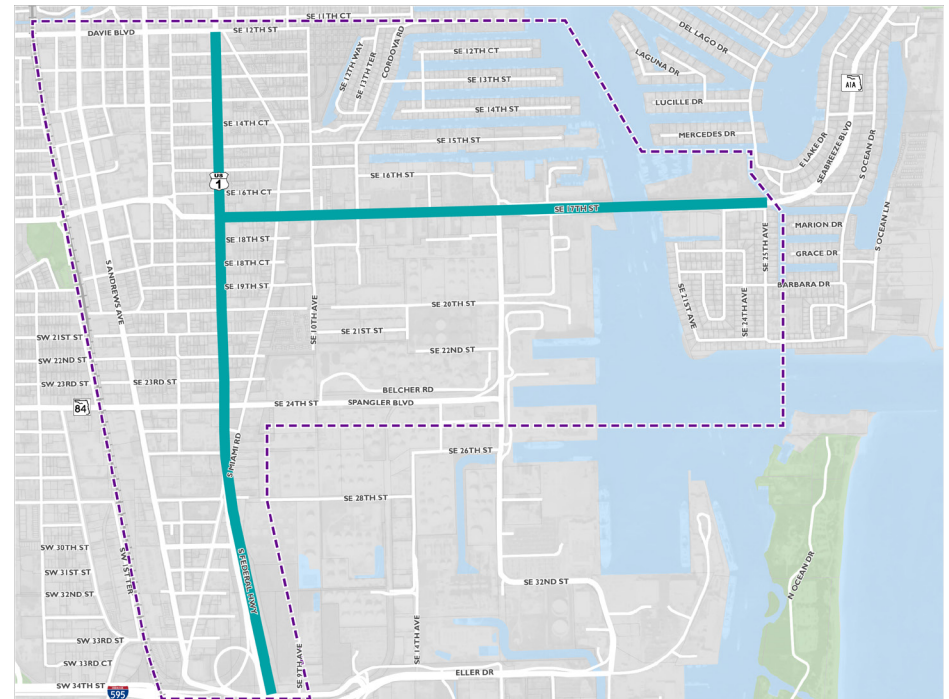 SE 11TH CT
DAVIE BLVD
SE 12TH ST
SE 12TH WAY
SE 13TH TER
CORDOVA RD
SE 12TH CT
SE 13TH ST
SE 14TH ST
SE 15TH ST
SE 16TH ST
DEL LAGO DR
LAGUNA DR
LUCILLE DR
MERCEDES DR
A1A
E LAKE DR
SEABREEZE BLVD
S OCEAN DR
S OCEAN LN
SE 14TH CT
US
1
SE 16TH CT
SE 17TH ST
SE 18TH ST
SE 18TH CT
SE 19TH ST
S ANDREWS AVE
SE 10TH AVE
SE 20TH ST
SE 21ST ST
SE 22ND ST
SE 21ST AVE
SE 24TH AVE
SE 25TH AVE
MARION DR
GRACE DR
BARBARA DR
SW 21ST ST
SW 22ND ST
SW 23RD ST
SE 23RD ST
84
BELCHER RD
SE 24TH ST
SPANGLER BLVD
S MIAMI RD
SE 26TH ST
SE 28TH ST
SW 30TH ST
SW 31ST ST
SW 32ND ST
SW 1ST TER
S FEDERAL HWY
SE 32ND ST
N OCEAN DR
SW 33RD ST
SW 33RD CT
SE 9TH AVE
SE 14TH AVE
ELLER DR
SW 34TH ST
595